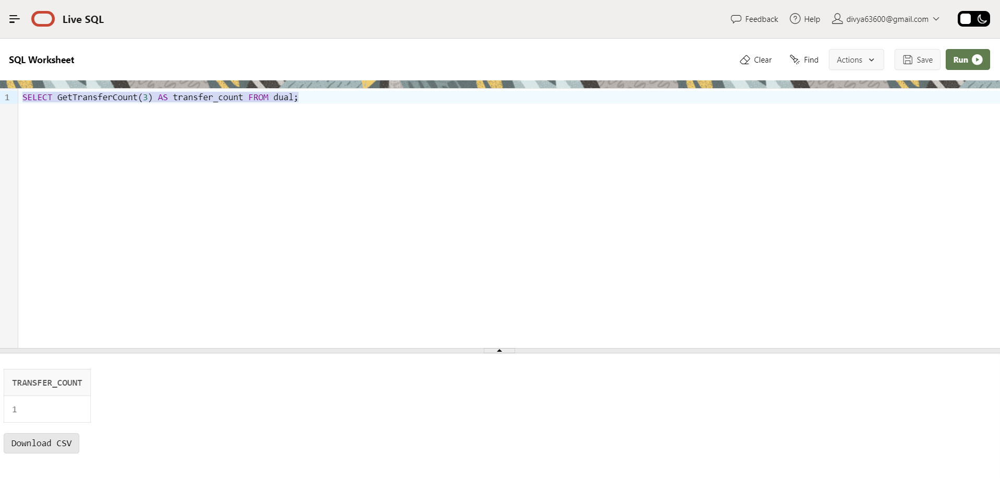 Live SQL
Feedback
Help
divya63600@gmail.com
SQL Worksheet
Clear
Find
Actions
Save
Run
1
SELECT GetTransferCount(3) AS transfer_count FROM dual;
TRANSFER_COUNT
1
Download CSV